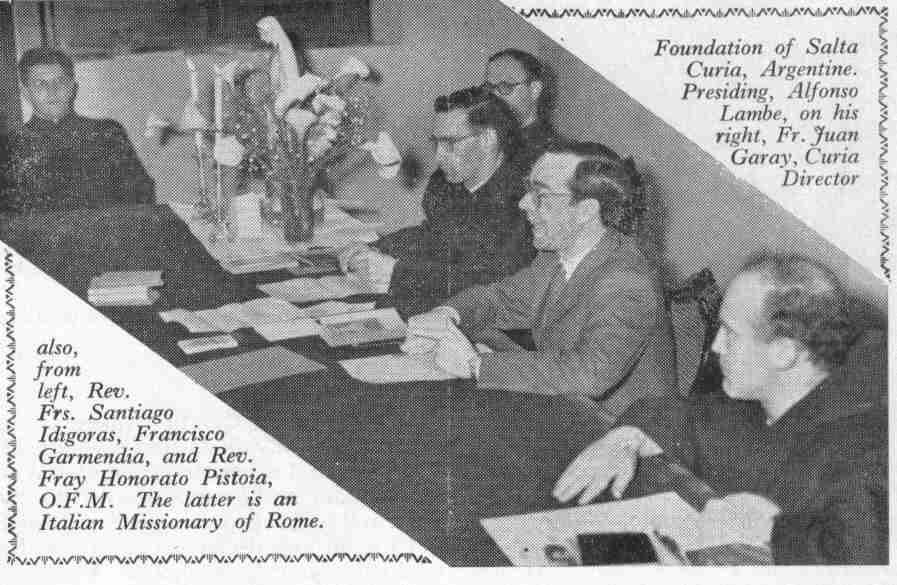 Foundation of Salta
Curia, Argentine.
Presiding, Alfonso
Lambe, on his
right, Fr. Juan
Garay, Curia
Director
also,
from
left, Rev.
Frs. Santiago
Idigoras, Francisco
Garmendia, and Rev.
Fray Honorato Pistoia,
O.F.M. The latter is an
Italian Missionary of Rome.